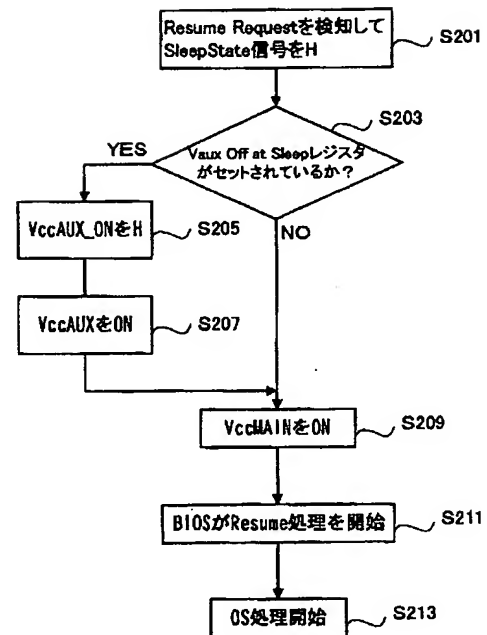 Resume Requestを検知して
SleepState信号をH
S201
S203
YES
Vaux Off at Sleepレジスタ
がセットされているか？
VccAUX_ONをH
S205
NO
VccAUXをON
S207
VccMAINをON
S209
BIOSがResume処理を開始
S211
OS処理開始
S213